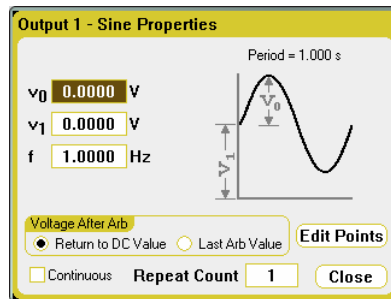 Output 1 - Sine Properties
Period = 1.000 s
V0 0.0000 V
V1 0.0000 V
f 1.0000 Hz
V0
V1
Voltage After Arb
Return to DC Value Last Arb Value
Edit Points
Continuous Repeat Count 1 Close